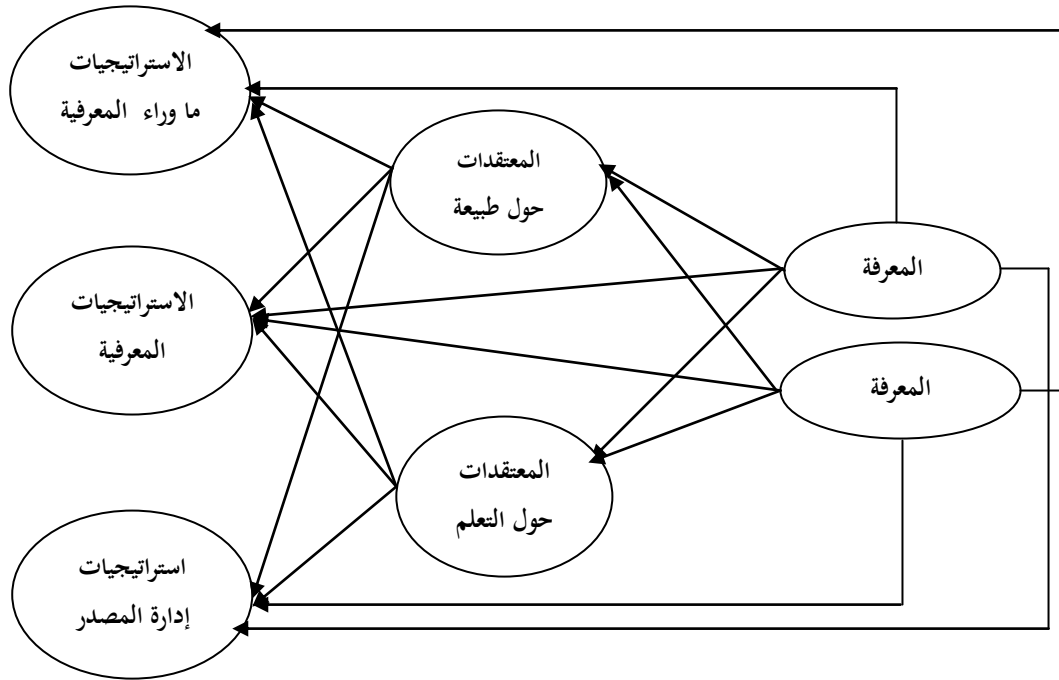 المعرفة
المعرفة
المعتقدات
حول طبيعة
المعتقدات
حول التعلم
الاستراتيجيات
ما وراء المعرفية
الاستراتيجيات
المعرفية
استراتيجيات
إدارة المصدر